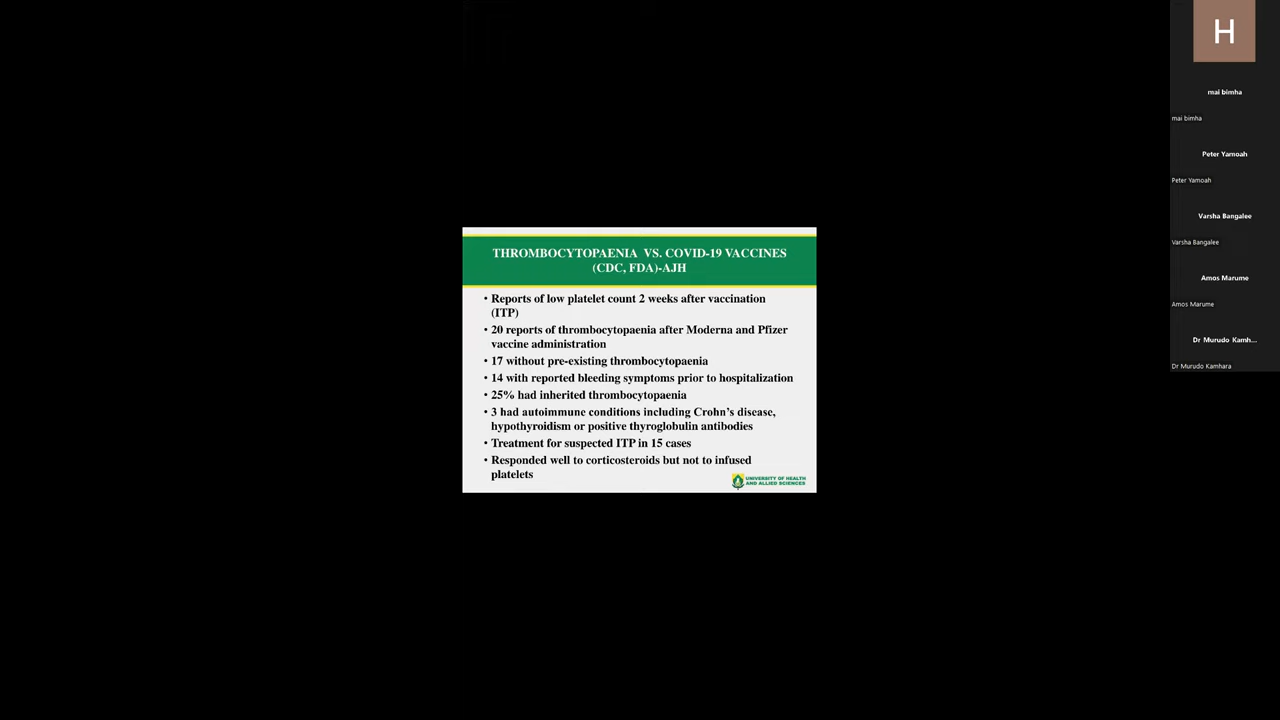 THROMBOCYTOPAENIA VS. COVID-19 VACCINES
(CDC, FDA)-AJH
• Reports of low platelet count 2 weeks after vaccination
(ITP)
• 20 reports of thrombocytopaenia after Moderna and Pfizer
vaccine administration
• 17 without pre-existing thrombocytopaenia
• 14 with reported bleeding symptoms prior to hospitalization
• 25% had inherited thrombocytopaenia
• 3 had autoimmune conditions including Crohn's disease,
hypothyroidism or positive thyroglobulin antibodies
• Treatment for suspected ITP in 15 cases
• Responded well to corticosteroids but not to infused
platelets
UNIVERSITY OF HEALTH
AND ALLIED SCIENCES
H
mai bimha
mai bimha
Peter Yamoah
Peter Yamoah
Varsha Bangalee
Varsha Bangalee
Amos Marume
Amos Marume
Dr Murudo Kamh...
Dr Murudo Kamhara